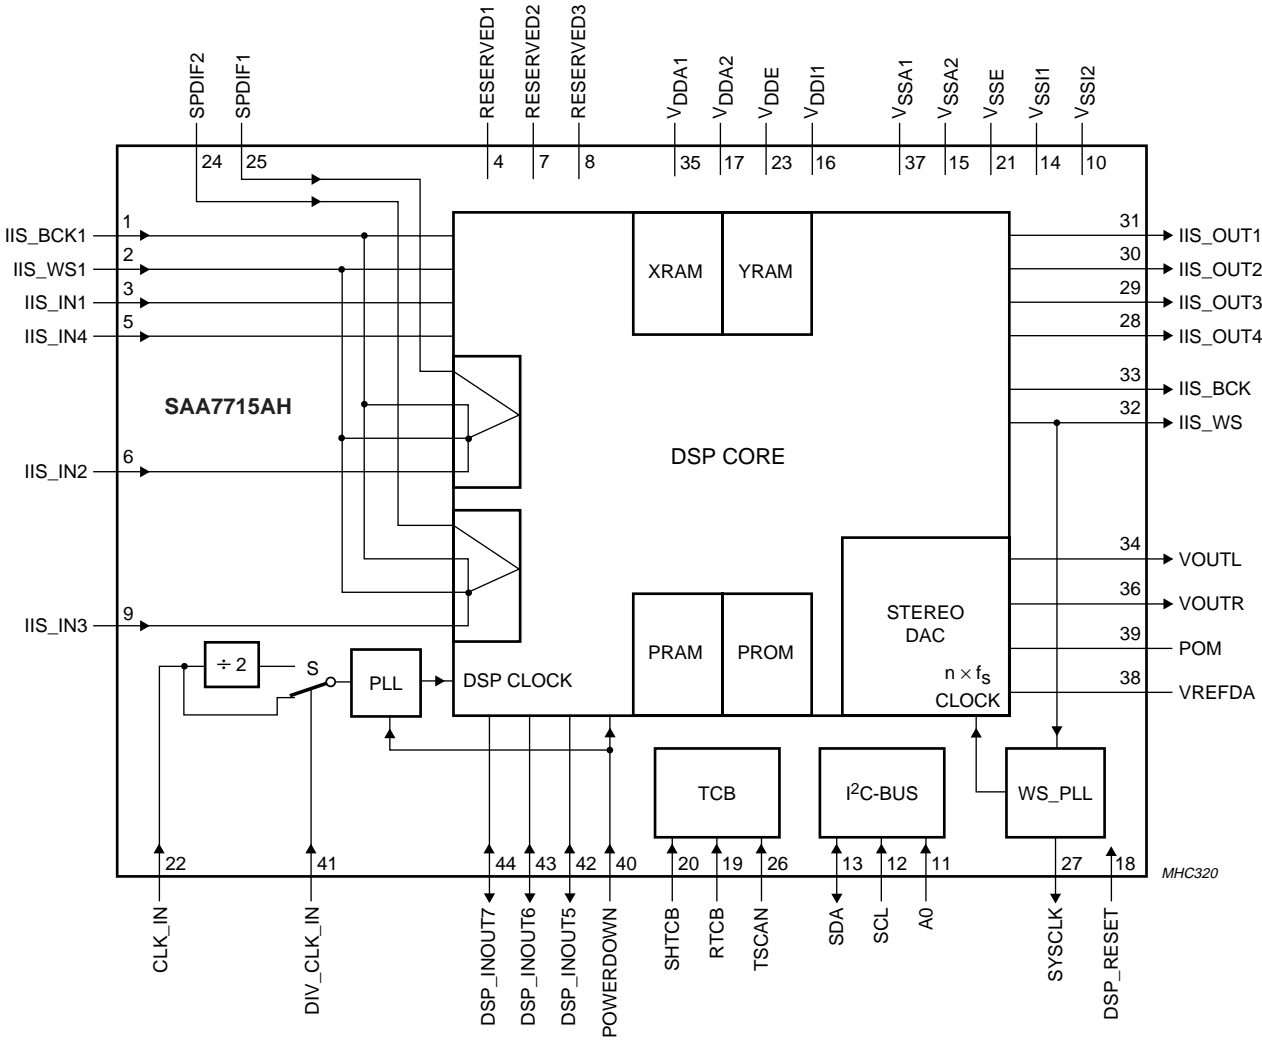 SPDIF2
SPDIF1
RESERVED1
RESERVED2
RESERVED3
VDDA1
VDDA2
VDDE
VDDI1
VSSA1
VSSA2
VSSE
VSSI1
VSSI2
24
25
4
7
8
35
17
23
16
37
15
21
14
10
IIS_BCK1
1
IIS_WS1
2
IIS_IN1
3
IIS_IN4
5
SAA7715AH
IIS_IN2
6
IIS_IN3
9
XRAM
YRAM
DSP CORE
31
IIS_OUT1
30
IIS_OUT2
29
IIS_OUT3
28
IIS_OUT4
33
IIS_BCK
32
IIS_WS
34
VOUTL
36
VOUTR
39
POM
38
VREFDA
STEREO
DAC
n × fs
CLOCK
PRAM
PROM
÷ 2
S
PLL
DSP CLOCK
TCB
I2C-BUS
WS_PLL
22
41
44
43
42
40
20
19
26
13
12
11
27
18
MHC320
CLK_IN
DIV_CLK_IN
DSP_INOUT7
DSP_INOUT6
DSP_INOUT5
POWERDOWN
SHTCB
RTCB
TSCAN
SDA
SCL
A0
SYSCLK
DSP_RESET